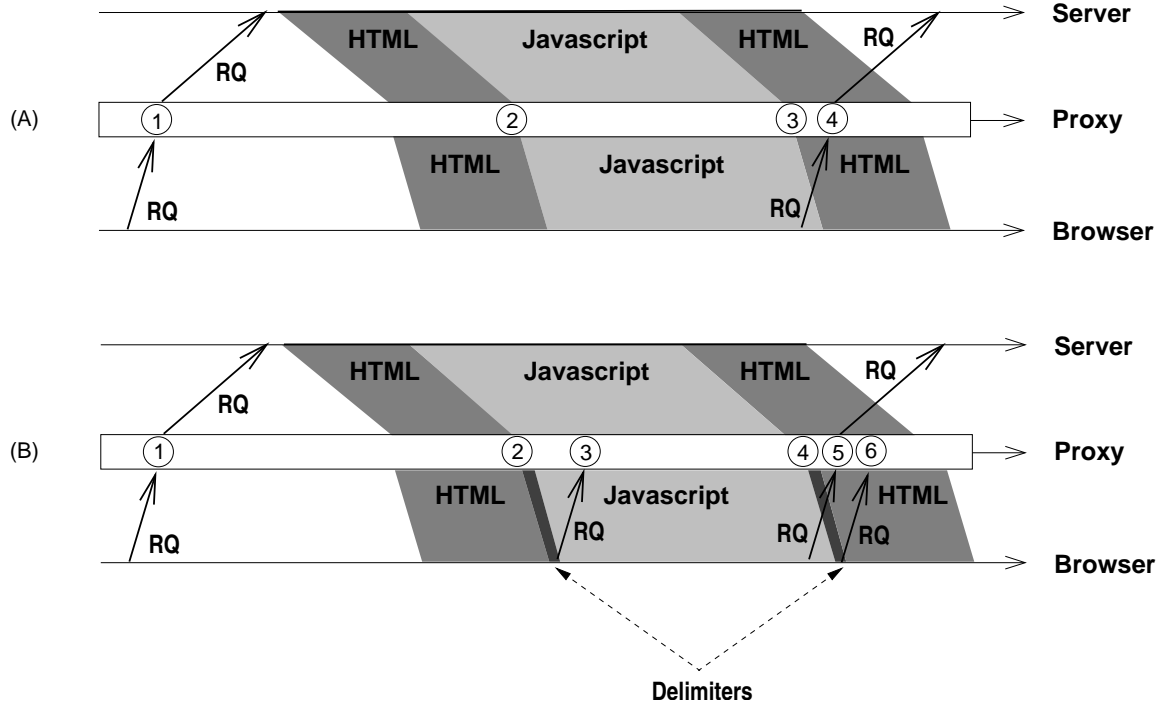 Server
HTML Javascript HTML RQ
RQ
(A) 1 2 3 4 Proxy
HTML Javascript HTML
RQ RQ
Browser
Server
HTML Javascript HTML RQ
RQ
(B) 1 2 3 4 5 6 Proxy
HTML Javascript HTML
RQ RQ RQ RQ
Browser
Delimiters